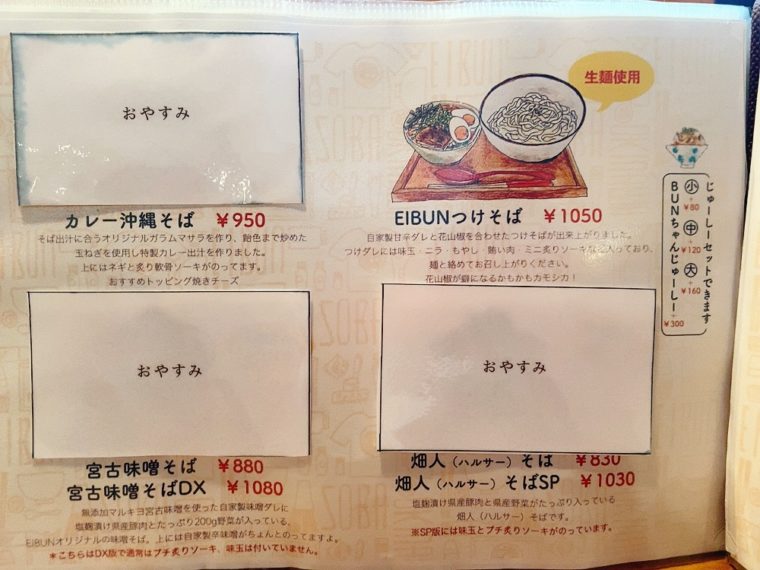 おやすみ
カレー沖縄そば ￥950
そば出汁に合うオリジナルガラムマサラを作り、飴色まで炒めた
玉ねぎを使用し特製カレー出汁を作りました。
上にはネギと炙り軟骨ソーキがのってます。
おすすめトッピング焼きチーズ
生麺使用
EIBUNつけそば ￥1050
自家製甘辛ダレと花山椒を合わせたつけそばが出来上がりました。
つけダレには味玉・ニラ・もやし・賄い肉・ミニ炙りソーキなど入っており、
麺と絡めてお召し上がりください。
花山椒が癖になるかもかもカモシカ！
じゅーしーセットできます
小 +￥80 中 +￥120 大 +￥160
BUNちゃんじゅーしー +￥300
おやすみ
宮古味噌そば ￥880
宮古味噌そばDX ￥1080
無添加マルキヨ宮古味噌を使った自家製味噌ダレに
塩麹漬け県産豚肉とたっぷり200g野菜が入っている、
EIBUNオリジナルの味噌そば。上には自家製辛味噌がちょんとのってますよ。
＊こちらはDX版で通常はプチ炙りソーキ、味玉は付いていません。
おやすみ
畑人（ハルサー）そば ￥830
畑人（ハルサー）そばSP ￥1030
塩麹漬け県産豚肉と県産野菜がたっぷり入っている
畑人（ハルサー）そばです。
※SP版には味玉とプチ炙りソーキがのっています。